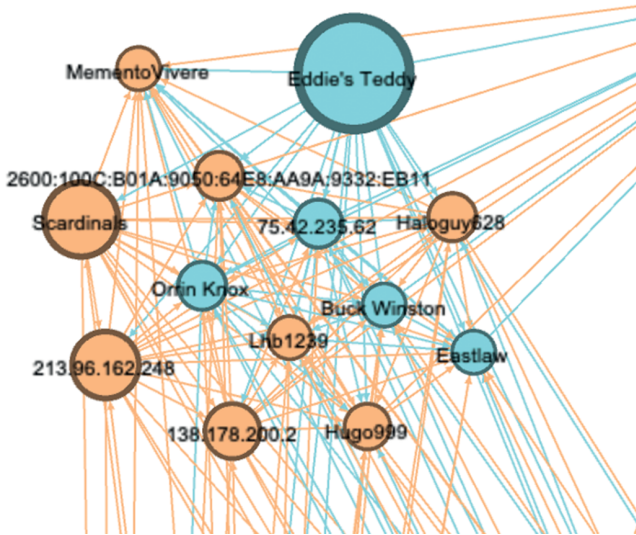 MementoVivere
Eddie's Teddy
2600:100C:B01A:9050:64E8:AA9A:9332:EB11
Scardinals
75.42.235.62
Haloguy628
Orrin Knox
Buck Winston
Lhb1239
Eastlaw
213.96.162.248
138.178.200.2
Hugo999